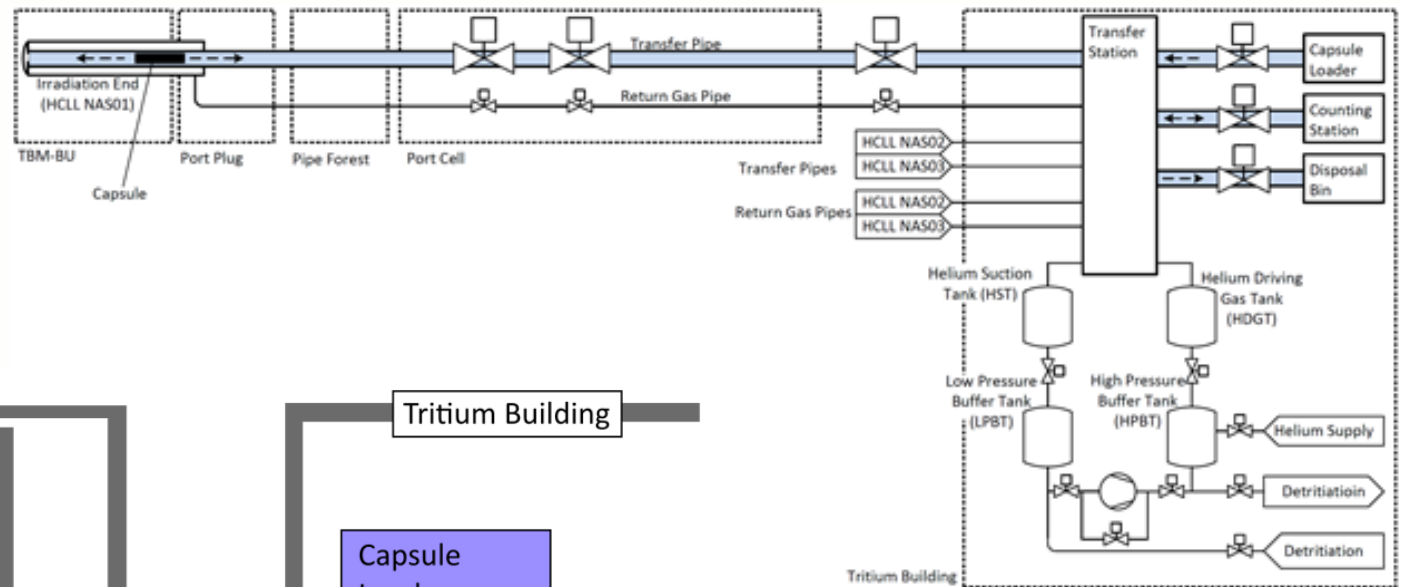 Transfer Pipe
Transfer
Station
Capsule
Loader
Irradiation End
(HCLL NAS01)
Return Gas Pipe
Counting
Station
TBM-BU
Port Plug
Pipe Forest
Port Cell
Capsule
Transfer Pipes
HCLL NAS02
HCLL NAS03
Disposal
Bin
Return Gas Pipes
HCLL NAS02
HCLL NAS03
Helium Suction
Tank (HST)
Helium Driving
Gas Tank
(HDGT)
Low Pressure
Buffer Tank
(LPBT)
High Pressure
Buffer Tank
(HPBT)
Helium Supply
Detritiatioin
Detritiation
Tritium Building
Tritium Building
Capsule